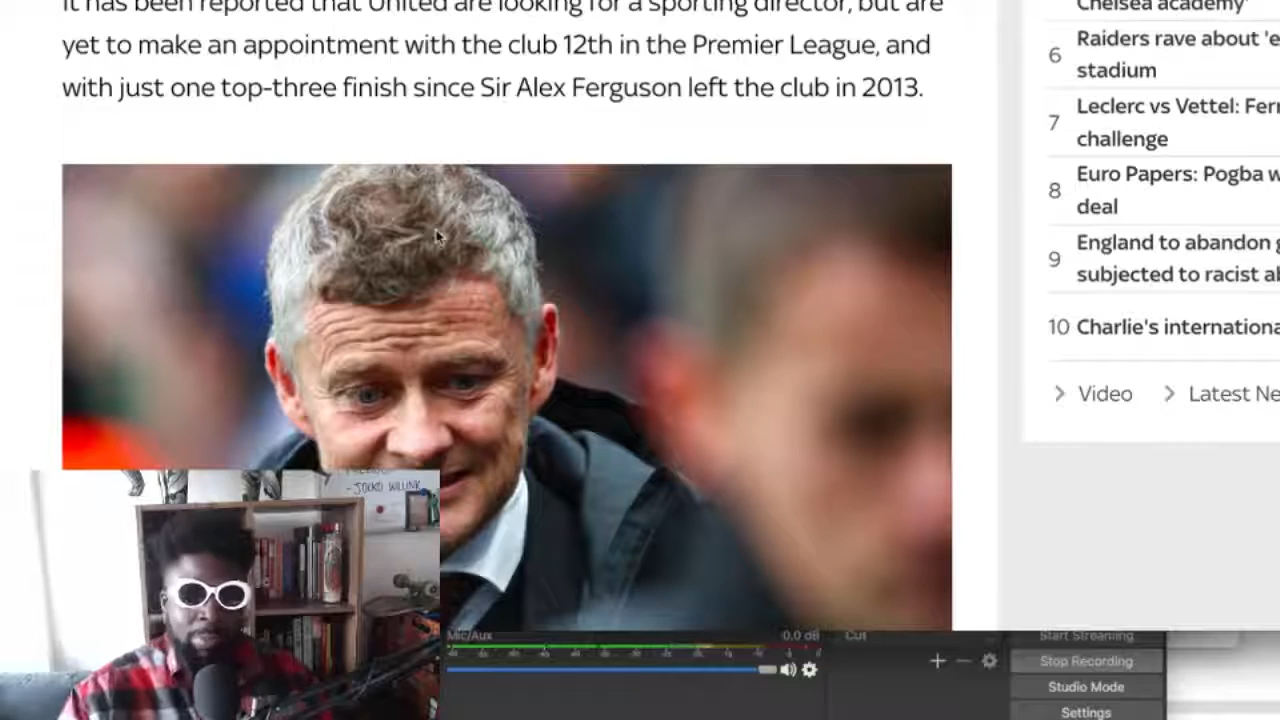 It has been reported that United are looking for a sporting director, but are
yet to make an appointment with the club 12th in the Premier League, and
with just one top-three finish since Sir Alex Ferguson left the club in 2013.
Chelsea academy'
6 Raiders rave about 'e
stadium
7 Leclerc vs Vettel: Ferr
challenge
8 Euro Papers: Pogba w
deal
9 England to abandon g
subjected to racist ab
10 Charlie's internationa
Video Latest Ne
- JOCKO WILLINK
Mic/Aux 0.0 dB
Cut
Start Streaming
Stop Recording
Studio Mode
Settings